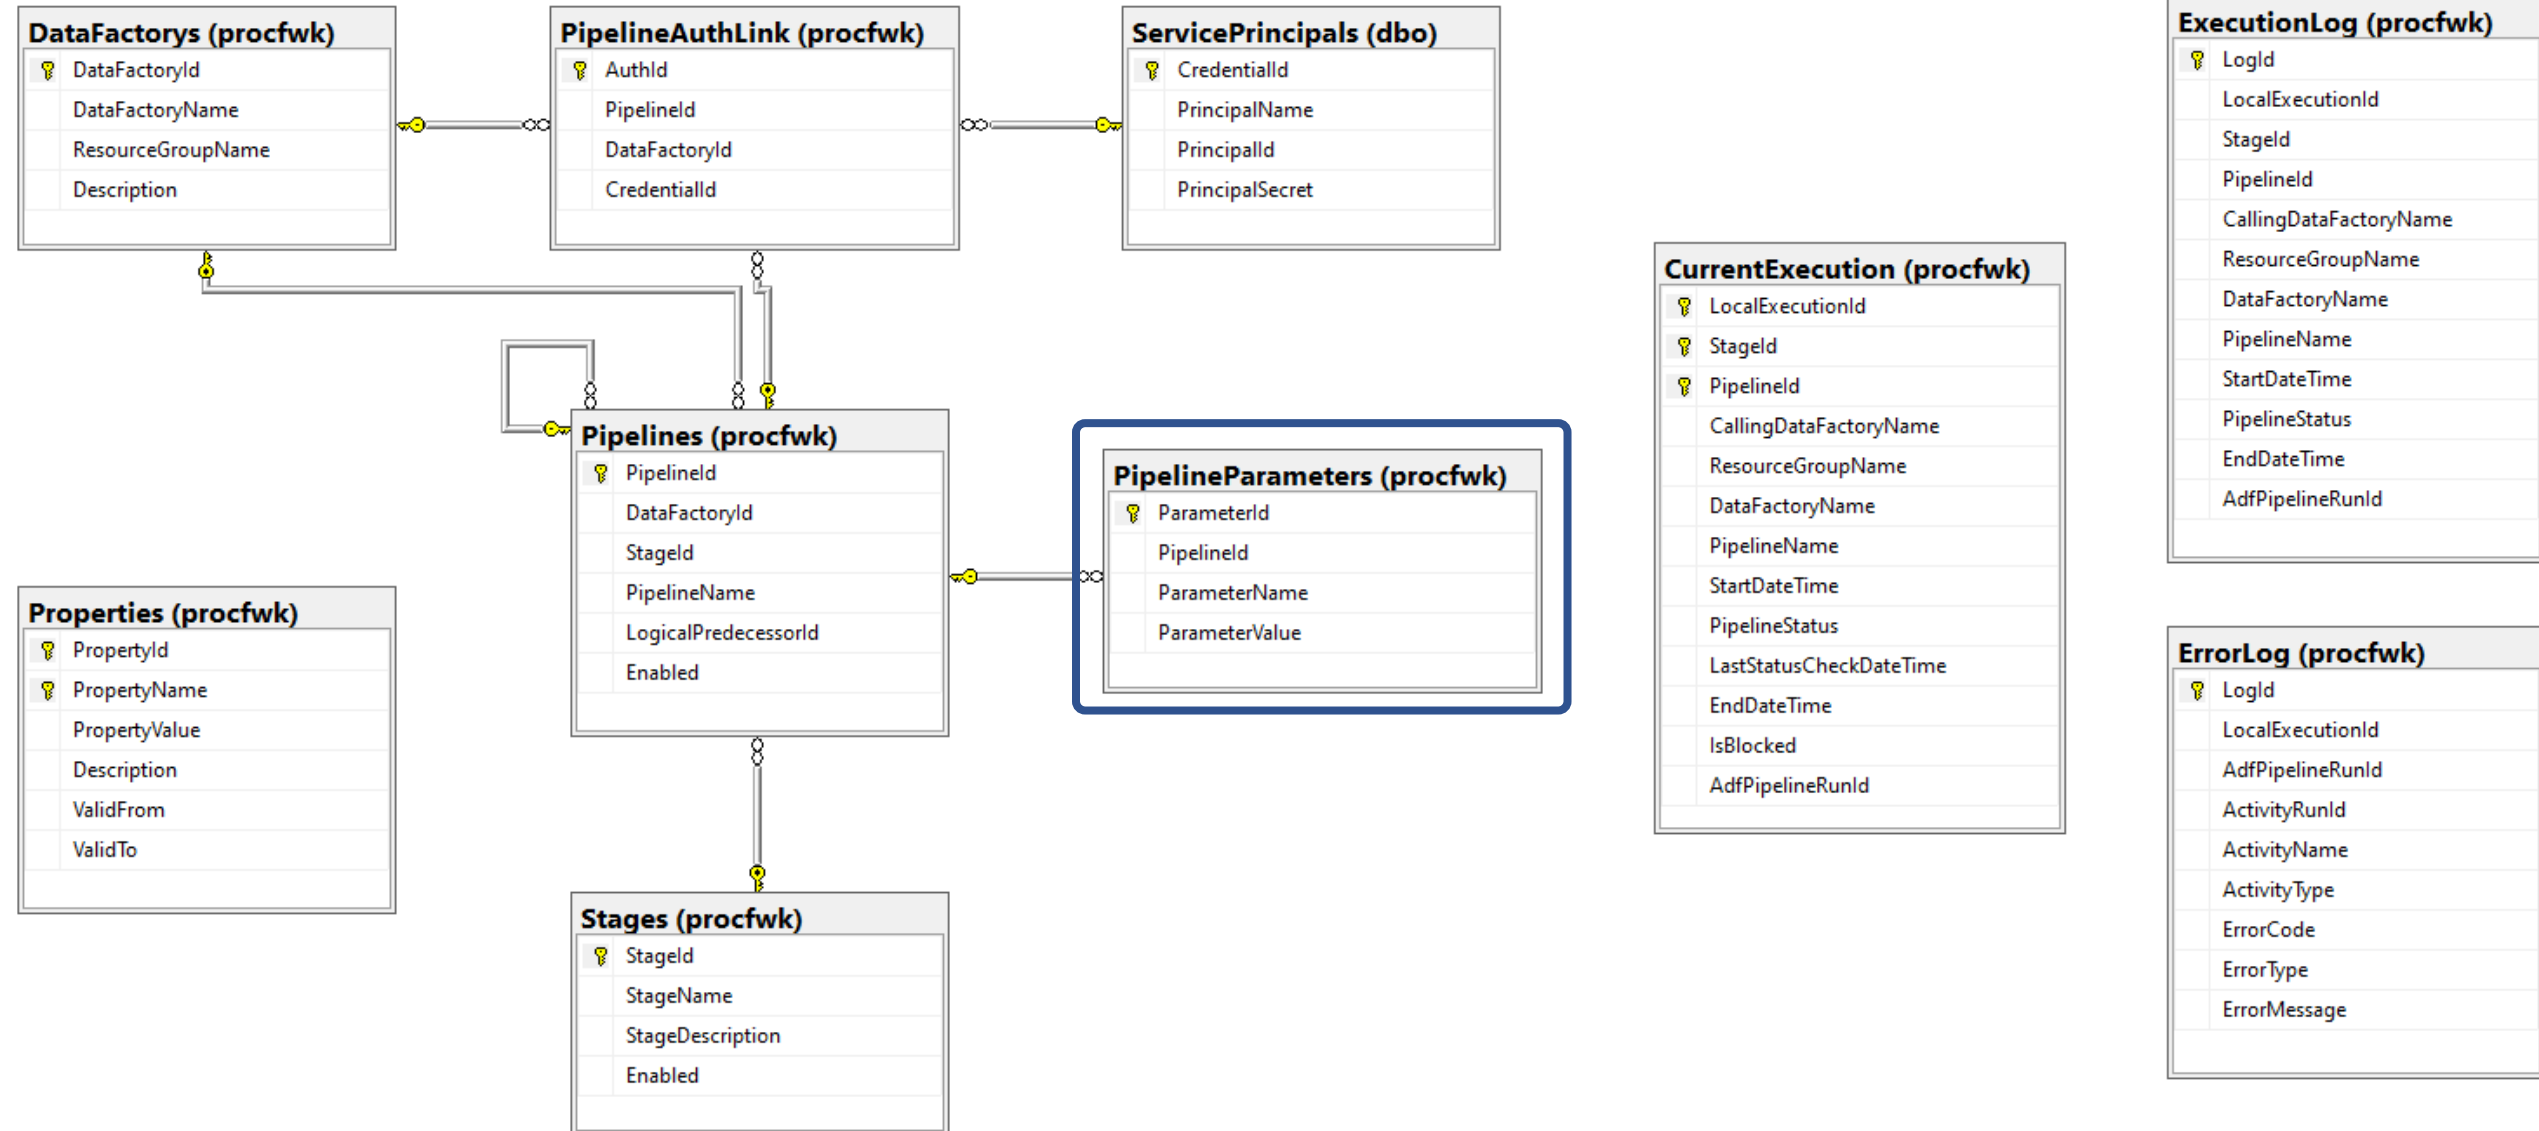 DataFactorys (procfwk)
DataFactoryId
DataFactoryName
ResourceGroupName
Description
PipelineAuthLink (procfwk)
AuthId
PipelineId
DataFactoryId
CredentialId
ServicePrincipals (dbo)
CredentialId
PrincipalName
PrincipalId
PrincipalSecret
ExecutionLog (procfwk)
LogId
LocalExecutionId
StageId
PipelineId
CallingDataFactoryName
ResourceGroupName
DataFactoryName
PipelineName
StartDateTime
PipelineStatus
EndDateTime
AdfPipelineRunId
CurrentExecution (procfwk)
LocalExecutionId
StageId
PipelineId
CallingDataFactoryName
ResourceGroupName
DataFactoryName
PipelineName
StartDateTime
PipelineStatus
LastStatusCheckDateTime
EndDateTime
IsBlocked
AdfPipelineRunId
Pipelines (procfwk)
PipelineId
DataFactoryId
StageId
PipelineName
LogicalPredecessorId
Enabled
PipelineParameters (procfwk)
ParameterId
PipelineId
ParameterName
ParameterValue
Properties (procfwk)
PropertyId
PropertyName
PropertyValue
Description
ValidFrom
ValidTo
ErrorLog (procfwk)
LogId
LocalExecutionId
AdfPipelineRunId
ActivityRunId
ActivityName
ActivityType
ErrorCode
ErrorType
ErrorMessage
Stages (procfwk)
StageId
StageName
StageDescription
Enabled